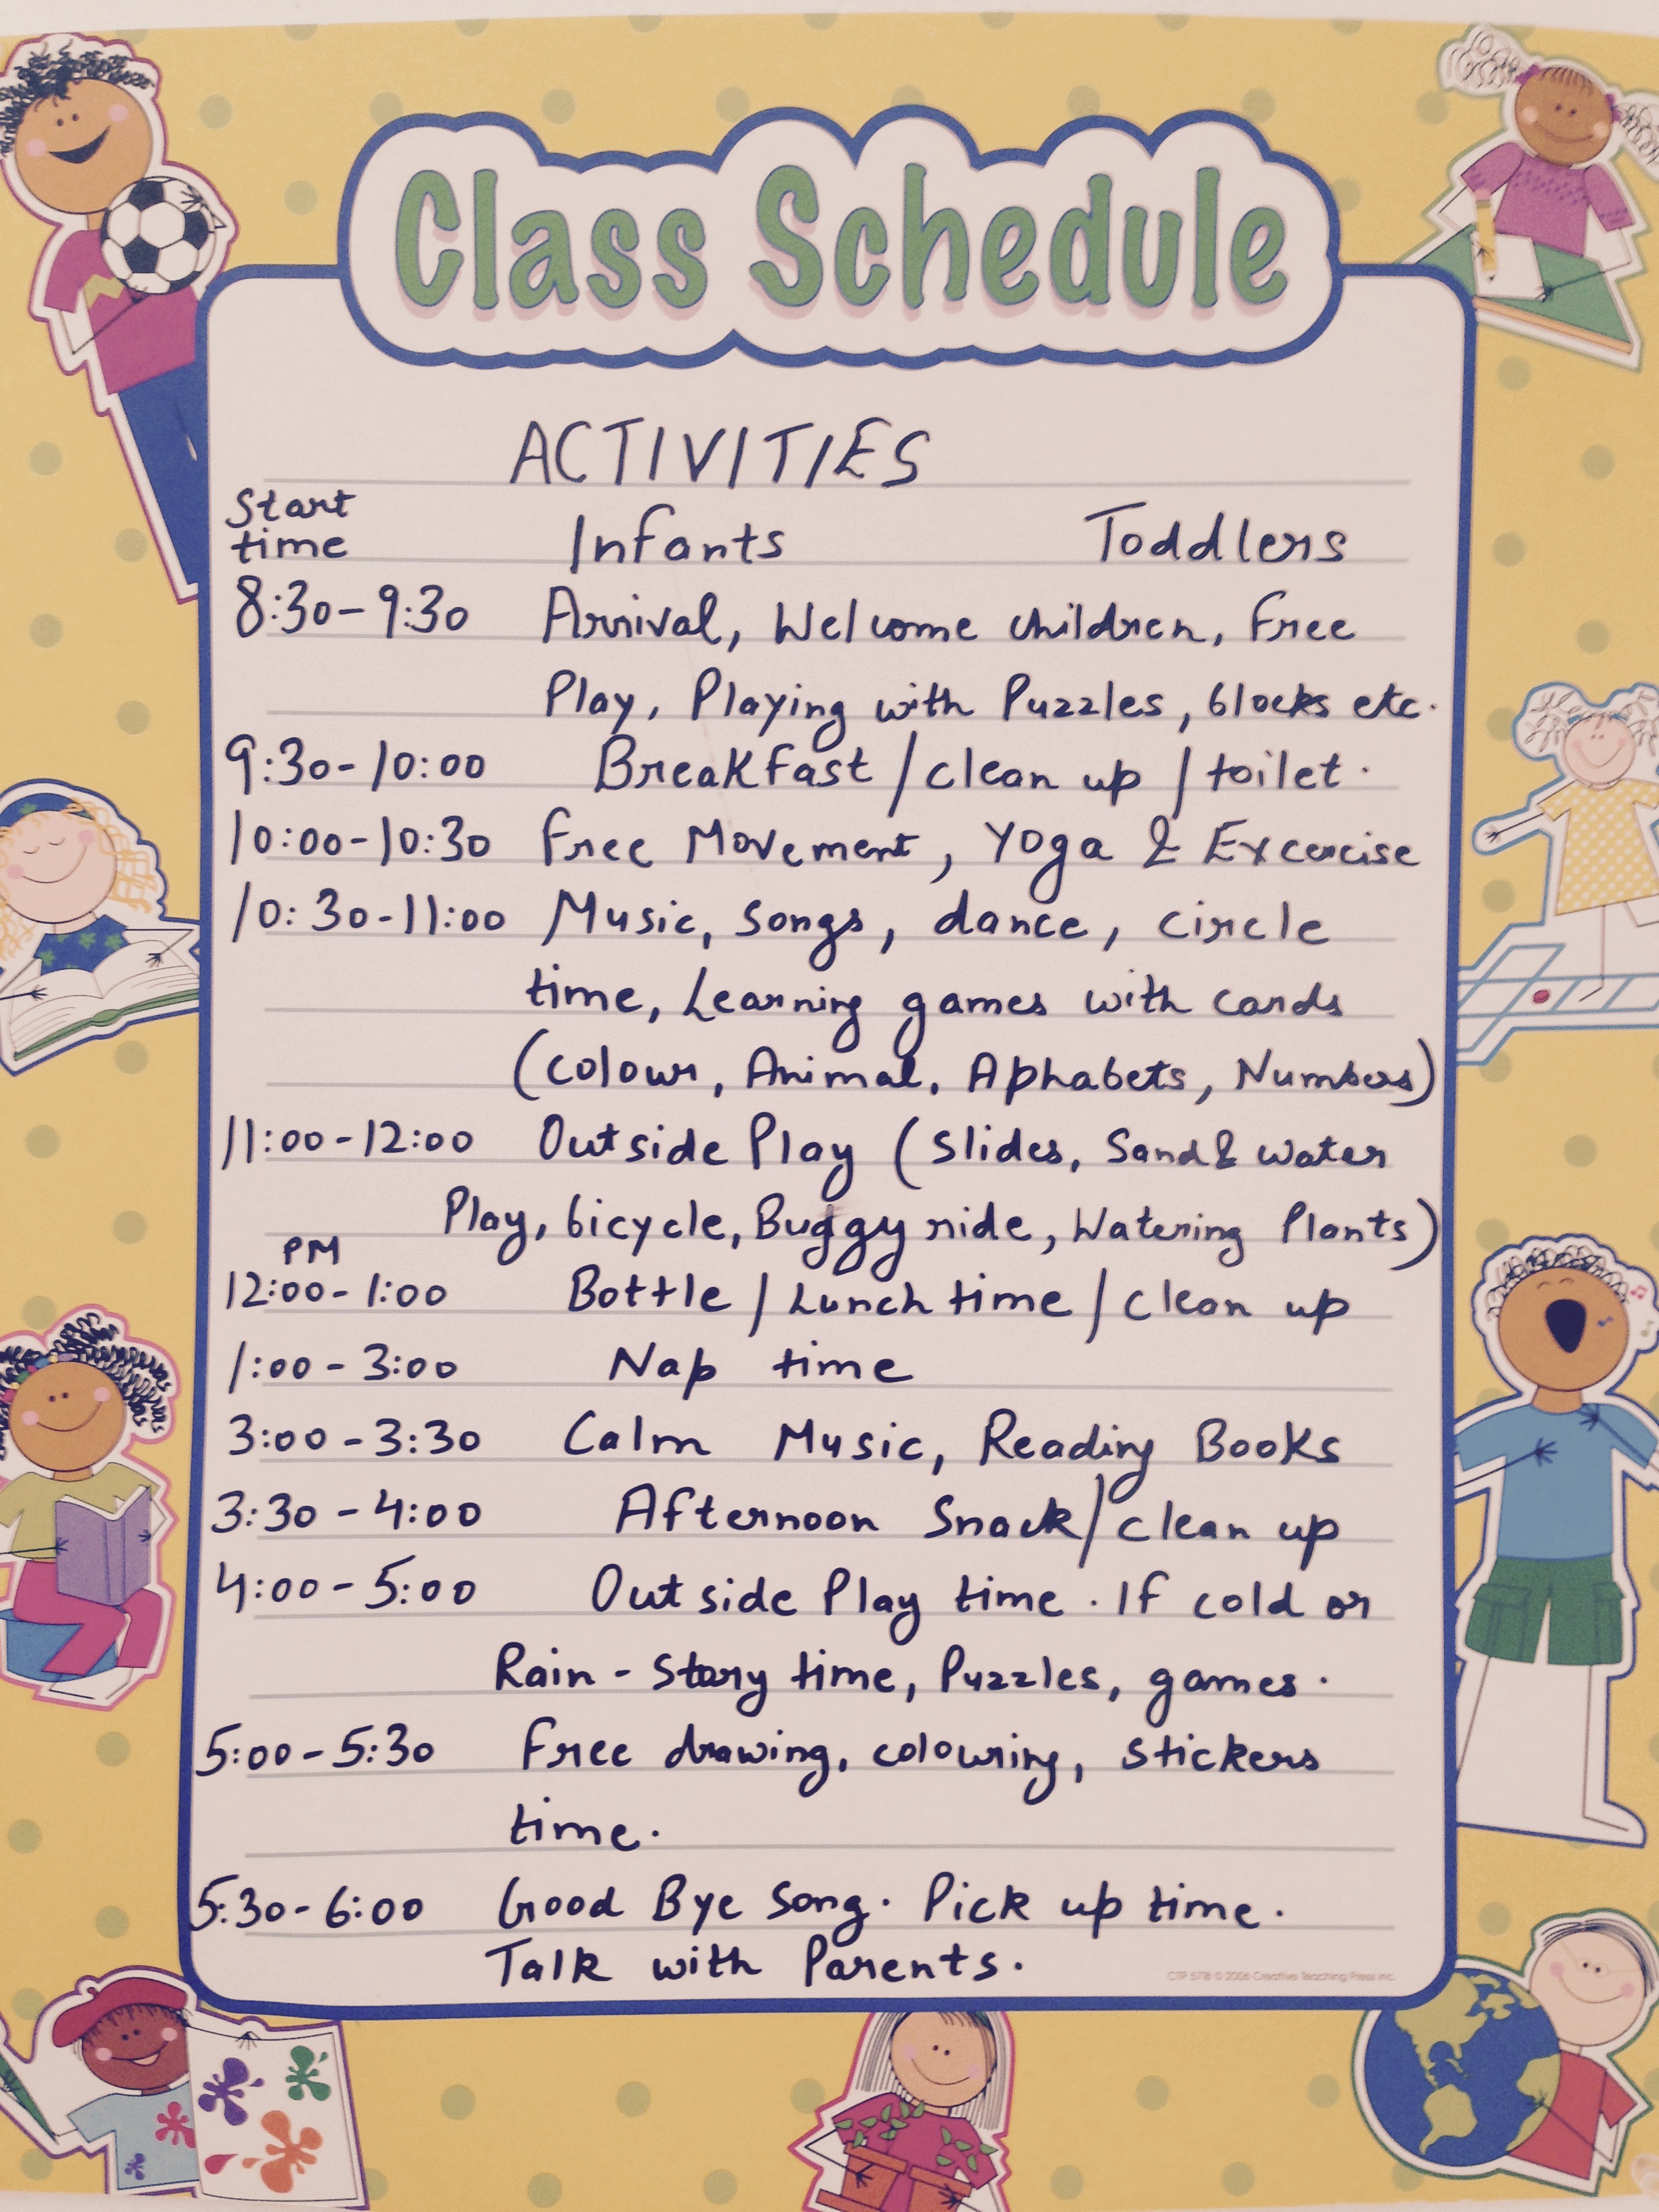 Class Schedule
ACTIVITIES
Start
time Infants Toddlers
8:30-9:30 Arrival, Welcome children, Free
Play, Playing with Puzzles, blocks etc.
9:30-10:00 Breakfast / clean up / toilet.
10:00-10:30 Free Movement, Yoga & Excercise
10:30-11:00 Music, Songs, dance, circle
time, Learning games with cards
(colour, Animal, Aphabets, Numbers)
11:00-12:00 Outside Play (Slides, Sand & water
Play, bicycle, Buggy ride, Watering Plants)
PM
12:00-1:00 Bottle / Lunch time / clean up
1:00-3:00 Nap time
3:00-3:30 Calm Music, Reading Books
3:30-4:00 Afternoon Snack / clean up
4:00-5:00 Outside Play time. If cold or
Rain - Story time, Puzzles, games.
5:00-5:30 Free drawing, colouring, stickers
time.
5:30-6:00 Good Bye Song. Pick up time.
Talk with Parents.
CTP 5718 © 2006 Creative Teaching Press Inc.